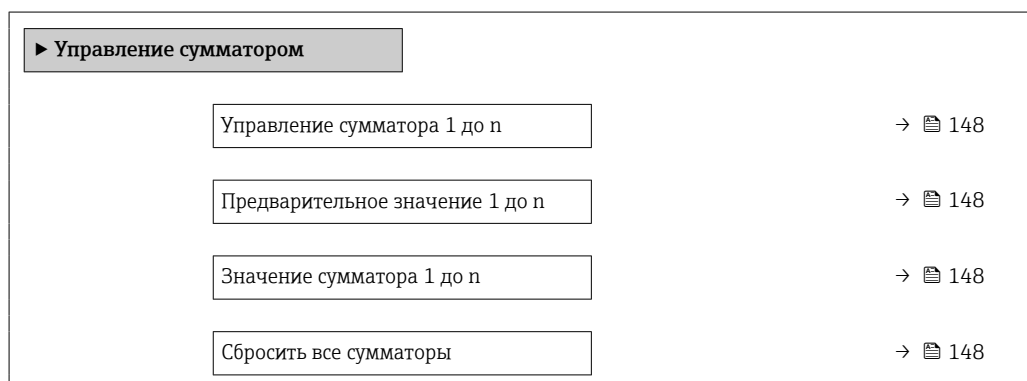 ▶ Управление сумматором
Управление сумматора 1 до n → 148
Предварительное значение 1 до n → 148
Значение сумматора 1 до n → 148
Сбросить все сумматоры → 148